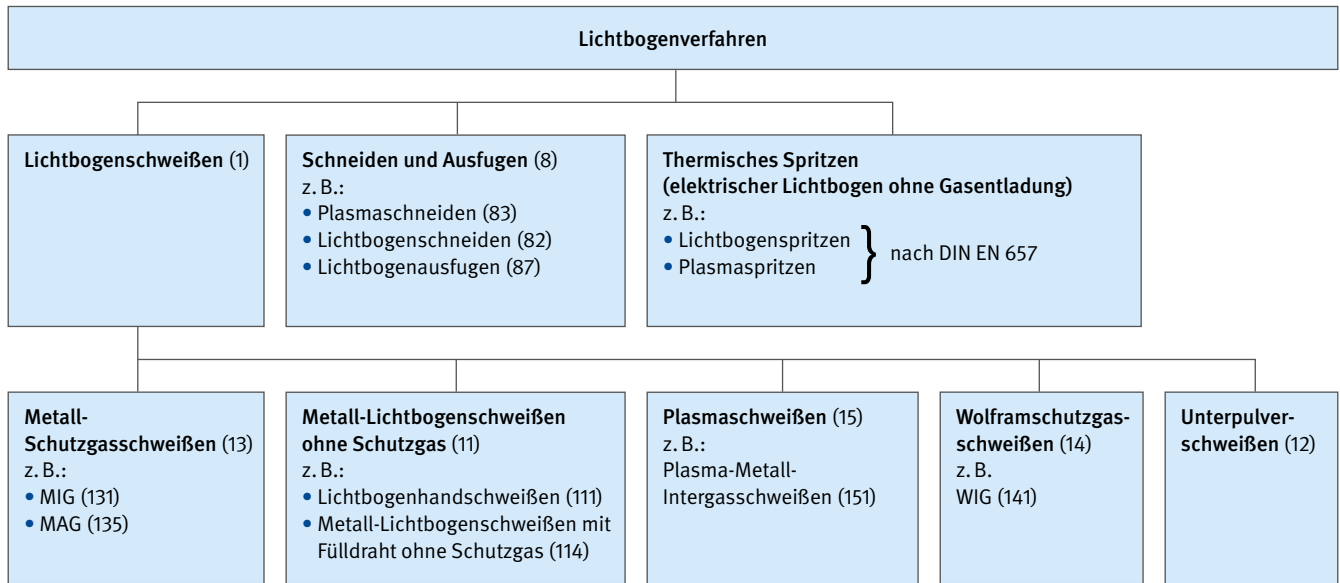 Lichtbogenverfahren
Lichtbogenschweißen (1)
Schneiden und Ausfugen (8)
z. B.:
• Plasmaschneiden (83)
• Lichtbogenschneiden (82)
• Lichtbogenausfugen (87)
Thermisches Spritzen
(elektrischer Lichtbogen ohne Gasentladung)
z. B.:
• Lichtbogenspritzen
• Plasmaspritzen
} nach DIN EN 657
Metall-
Schutzgasschweißen (13)
z. B.:
• MIG (131)
• MAG (135)
Metall-Lichtbogenschweißen
ohne Schutzgas (11)
z. B.:
• Lichtbogenhandschweißen (111)
• Metall-Lichtbogenschweißen mit
Fülldraht ohne Schutzgas (114)
Plasmaschweißen (15)
z. B.:
Plasma-Metall-
Intergasschweißen (151)
Wolframschutzgas-
schweißen (14)
z. B.
WIG (141)
Unterpulver-
schweißen (12)